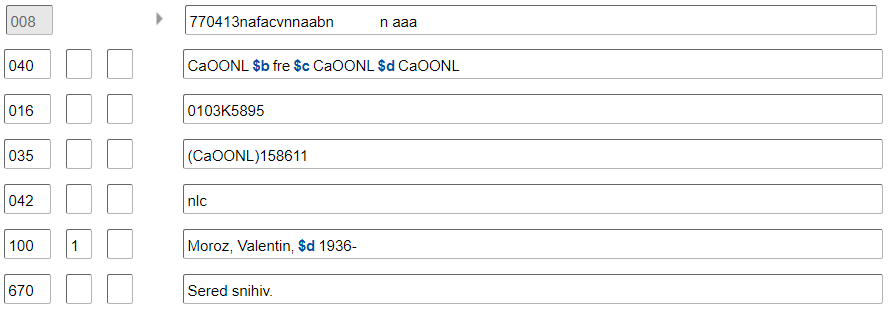 008 770413nafacvnnaabn n aaa
040 CaOONL $b fre $c CaOONL $d CaOONL
016 0103K5895
035 (CaOONL)158611
042 nlc
100 1 Moroz, Valentin, $d 1936-
670 Sered snihiv.